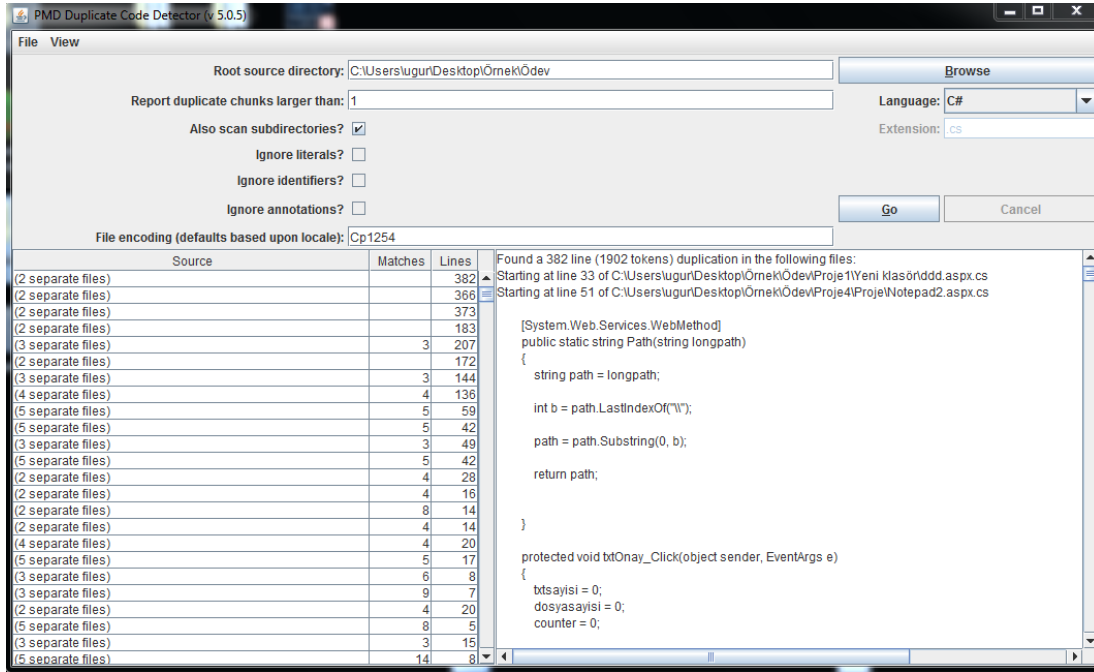 PMD Duplicate Code Detector (v 5.0.5)
File View
Root source directory: C:\Users\ugur\Desktop\Örnek\Ödev Browse
Report duplicate chunks larger than: 1 Language: C#
Also scan subdirectories? Extension: .cs
Ignore literals?
Ignore identifiers?
Ignore annotations? Go Cancel
File encoding (defaults based upon locale): Cp1254
Source Matches Lines
(2 separate files) 382
(2 separate files) 366
(2 separate files) 373
(2 separate files) 183
(3 separate files) 3 207
(2 separate files) 172
(3 separate files) 3 144
(4 separate files) 4 136
(5 separate files) 5 59
(5 separate files) 5 42
(3 separate files) 3 49
(5 separate files) 5 42
(2 separate files) 4 28
(2 separate files) 4 16
(2 separate files) 8 14
(2 separate files) 4 14
(4 separate files) 4 20
(5 separate files) 5 17
(3 separate files) 6 8
(3 separate files) 9 7
(2 separate files) 4 20
(5 separate files) 8 5
(3 separate files) 3 15
(5 separate files) 14 8
Found a 382 line (1902 tokens) duplication in the following files:
Starting at line 33 of C:\Users\ugur\Desktop\Örnek\Ödev\Proje1\Yeni klasör\ddd.aspx.cs
Starting at line 51 of C:\Users\ugur\Desktop\Örnek\Ödev\Proje4\Proje\Notepad2.aspx.cs
[System.Web.Services.WebMethod]
public static string Path(string longpath)
{
string path = longpath;
int b = path.LastIndexOf("\\");
path = path.Substring(0, b);
return path;
}
protected void txtOnay_Click(object sender, EventArgs e)
{
txtsayisi = 0;
dosyasayisi = 0;
counter = 0;